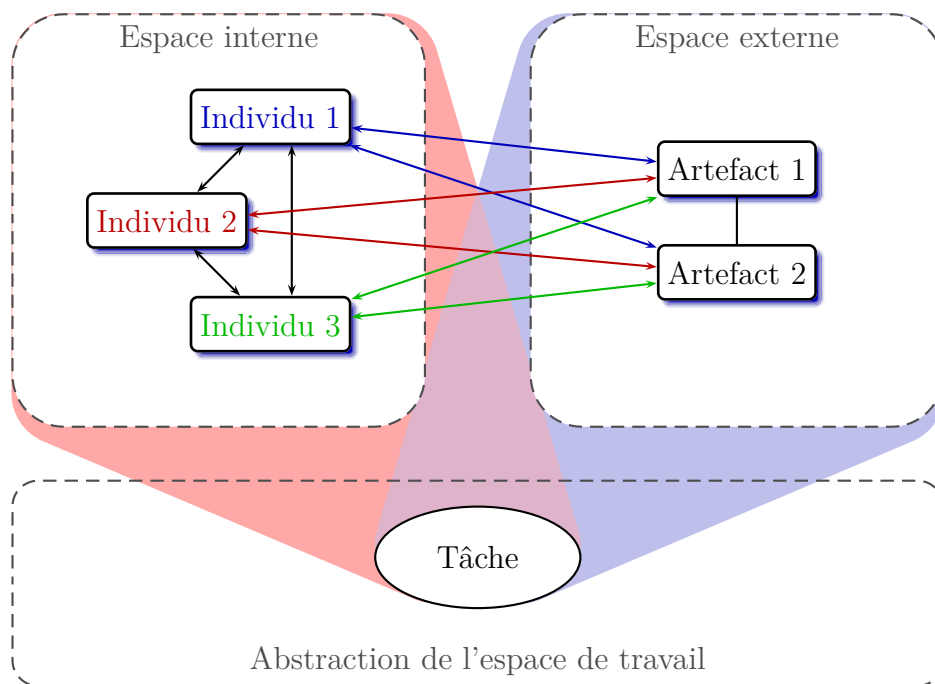 Espace interne
Espace externe
Individu 1
Artefact 1
Individu 2
Artefact 2
Individu 3
Tâche
Abstraction de l'espace de travail